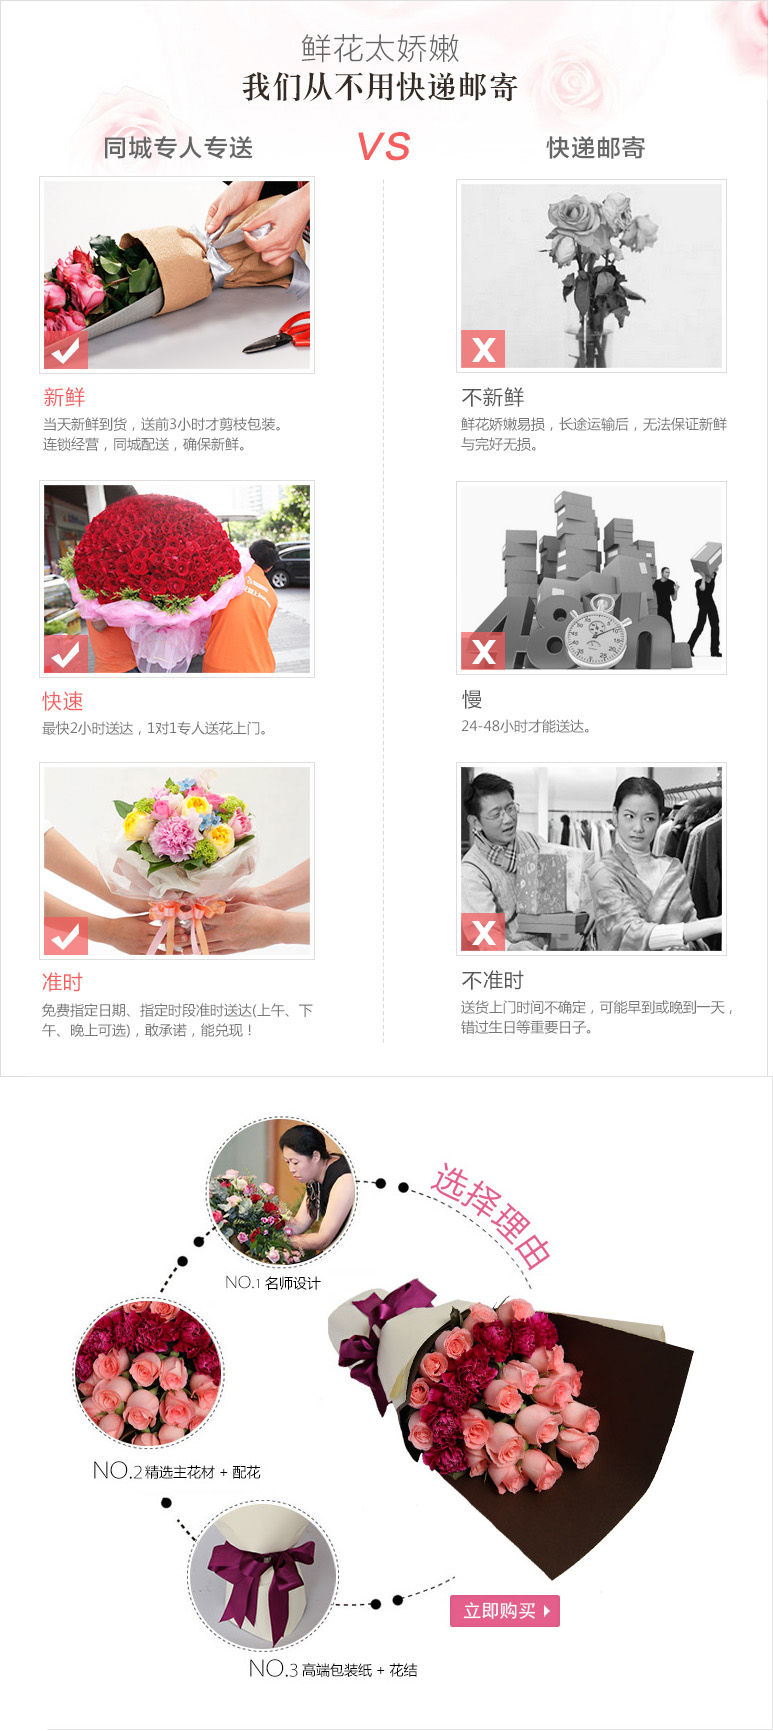 鲜花太娇嫩
我们从不用快递邮寄
同城专人专送
VS
快递邮寄
新鲜
当天新鲜到货，送前3小时才剪枝包装。
连锁经营，同城配送，确保新鲜。
不新鲜
鲜花娇嫩易损，长途运输后，无法保证新鲜
与完好无损。
48h.
快速
最快2小时送达，1对1专人送花上门。
慢
24-48小时才能送达。
准时
免费指定日期、指定时段准时送达(上午、下
午、晚上可选)，敢承诺，能兑现！
不准时
送货上门时间不确定，可能早到或晚到一天，
错过生日等重要日子。
选择理由
NO.1 名师设计
NO.2 精选主花材 + 配花
立即购买
NO.3 高端包装纸 + 花结